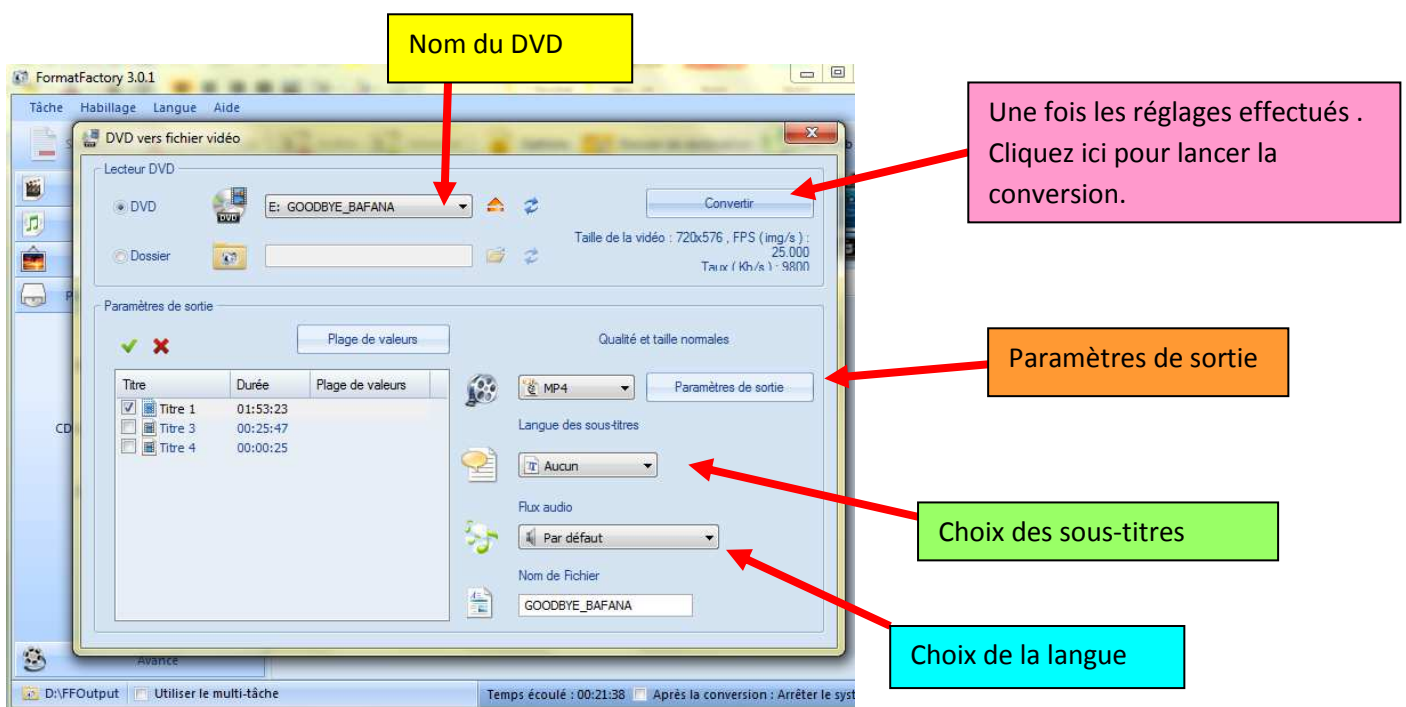 Nom du DVD
FormatFactory 3.0.1
Tâche Habillage Langue Aide
Une fois les réglages effectués .
Cliquez ici pour lancer la
conversion.
DVD vers fichier vidéo
Lecteur DVD
DVD
E: GOODBYE_BAFANA
Convertir
Taille de la vidéo : 720x576 , FPS (img/s) :
25.000
Taux ( Kb/s ) : 9800
Dossier
Paramètres de sortie
Plage de valeurs
Qualité et taille normales
Paramètres de sortie
Titre Durée Plage de valeurs
MP4
Paramètres de sortie
Titre 1 01:53:23
Titre 3 00:25:47
Titre 4 00:00:25
CD
Langue des sous-titres
Aucun
Choix des sous-titres
Flux audio
Par défaut
Nom de Fichier
GOODBYE_BAFANA
Choix de la langue
Avancé
D:\FFOutput Utiliser le multi-tâche Temps écoulé : 00:21:38 Après la conversion : Arrêter le syst